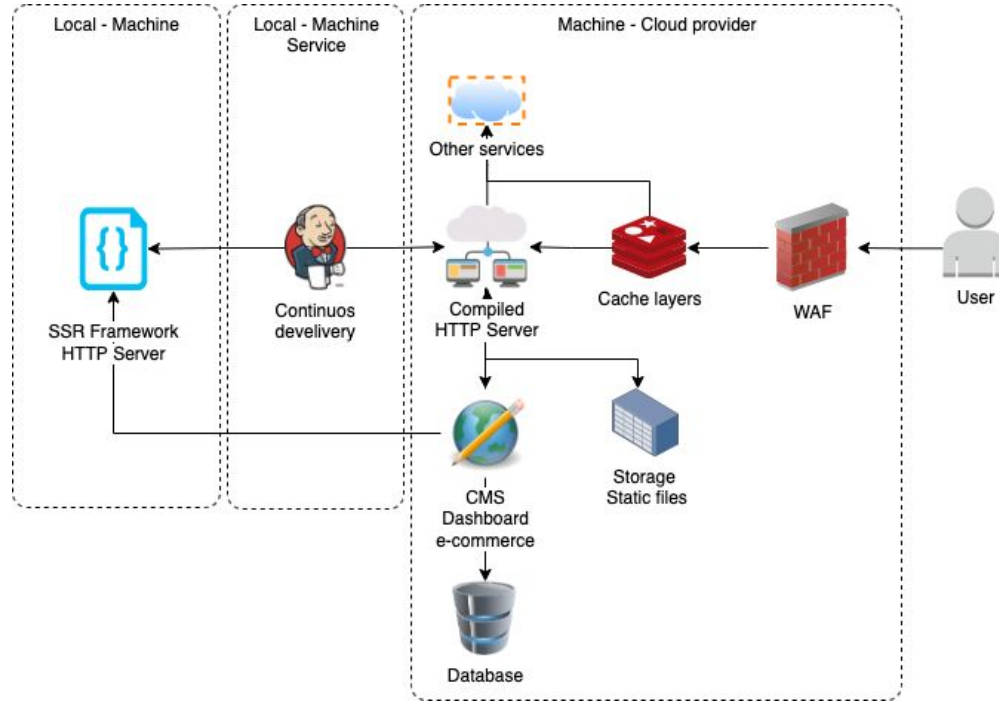 Local - Machine
Local - Machine
Service
Machine - Cloud provider
Other services
SSR Framework
HTTP Server
Continuos
develivery
Compiled
HTTP Server
Cache layers
WAF
User
CMS
Dashboard
e-commerce
Storage
Static files
Database